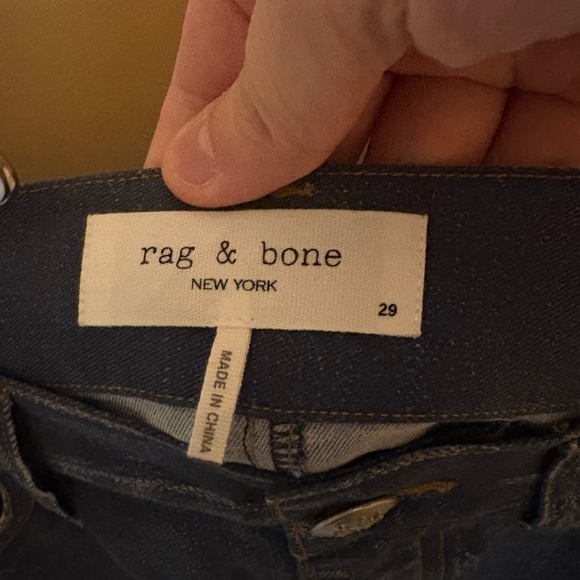 rag & bone
NEW YORK
29
MADE IN CHINA